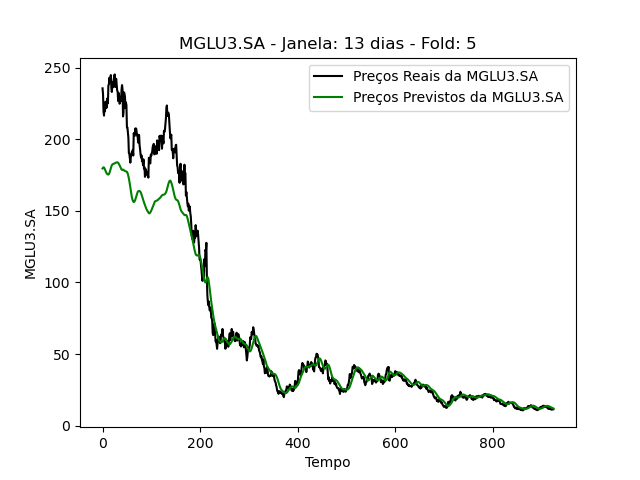 MGLU3.SA - Janela: 13 dias - Fold: 5
Preços Reais da MGLU3.SA
Preços Previstos da MGLU3.SA
250
200
150
100
50
0
MGLU3.SA
0 200 400 600 800
Tempo